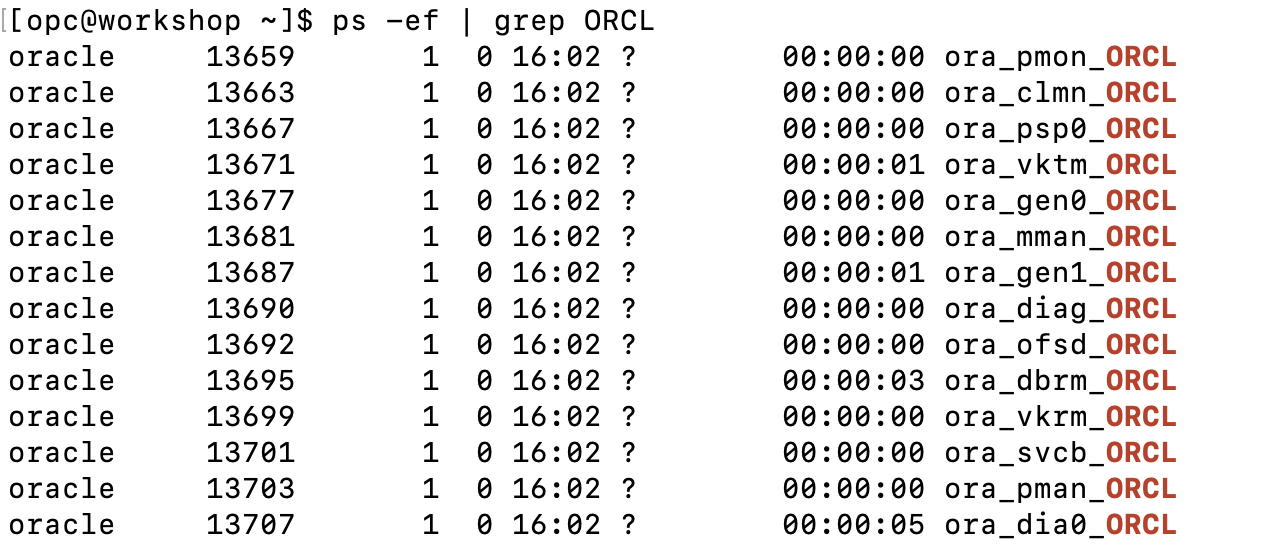 [[opc@workshop ~]$ ps -ef | grep ORCL
oracle     13659       1  0 16:02 ?        00:00:00 ora_pmon_ORCL
oracle     13663       1  0 16:02 ?        00:00:00 ora_clmn_ORCL
oracle     13667       1  0 16:02 ?        00:00:00 ora_psp0_ORCL
oracle     13671       1  0 16:02 ?        00:00:01 ora_vktm_ORCL
oracle     13677       1  0 16:02 ?        00:00:00 ora_gen0_ORCL
oracle     13681       1  0 16:02 ?        00:00:00 ora_mman_ORCL
oracle     13687       1  0 16:02 ?        00:00:01 ora_gen1_ORCL
oracle     13690       1  0 16:02 ?        00:00:00 ora_diag_ORCL
oracle     13692       1  0 16:02 ?        00:00:00 ora_ofsd_ORCL
oracle     13695       1  0 16:02 ?        00:00:03 ora_dbrm_ORCL
oracle     13699       1  0 16:02 ?        00:00:00 ora_vkrm_ORCL
oracle     13701       1  0 16:02 ?        00:00:00 ora_svcb_ORCL
oracle     13703       1  0 16:02 ?        00:00:00 ora_pman_ORCL
oracle     13707       1  0 16:02 ?        00:00:05 ora_dia0_ORCL